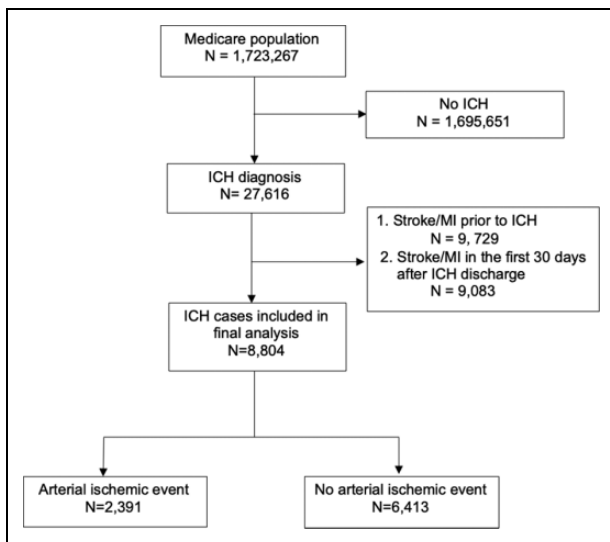 Medicare population
N = 1,723,267
No ICH
N = 1,695,651
ICH diagnosis
N= 27,616
1. Stroke/MI prior to ICH
N = 9, 729
2. Stroke/MI in the first 30 days
after ICH discharge
N = 9,083
ICH cases included in
final analysis
N=8,804
Arterial ischemic event
N=2,391
No arterial ischemic event
N=6,413